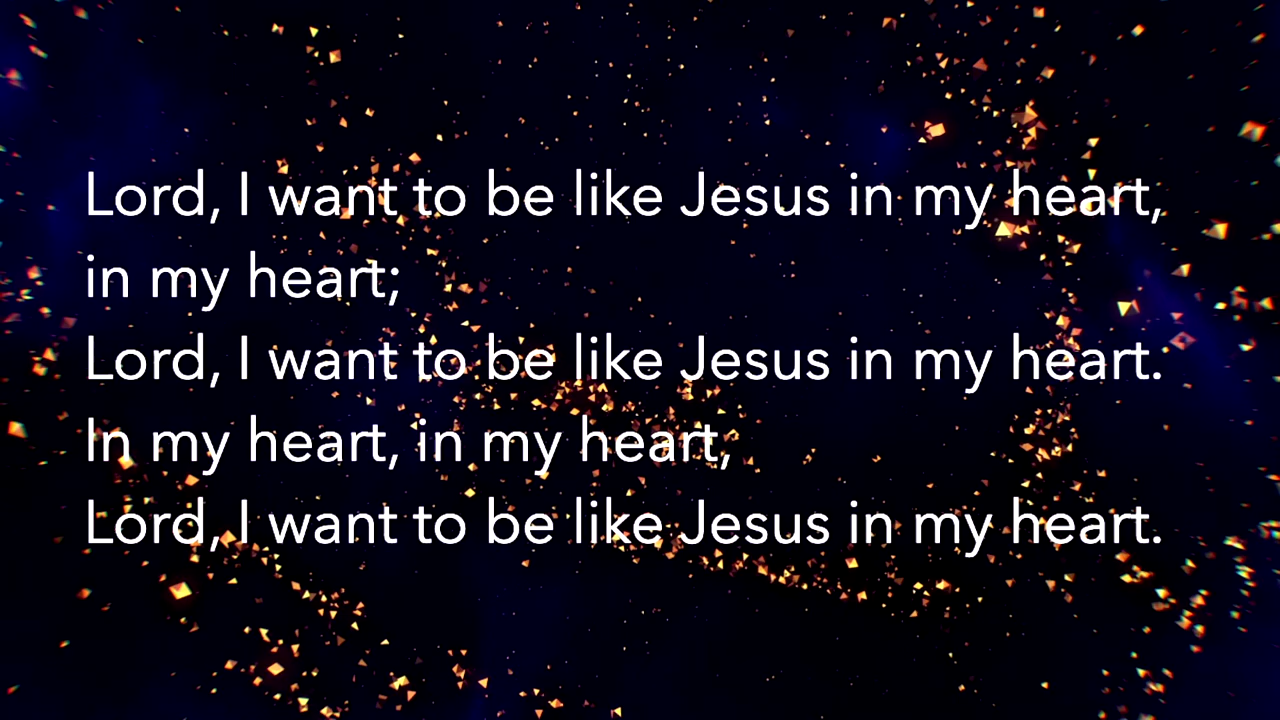 Lord, I want to be like Jesus in my heart,
in my heart;
Lord, I want to be like Jesus in my heart.
In my heart, in my heart,
Lord, I want to be like Jesus in my heart.